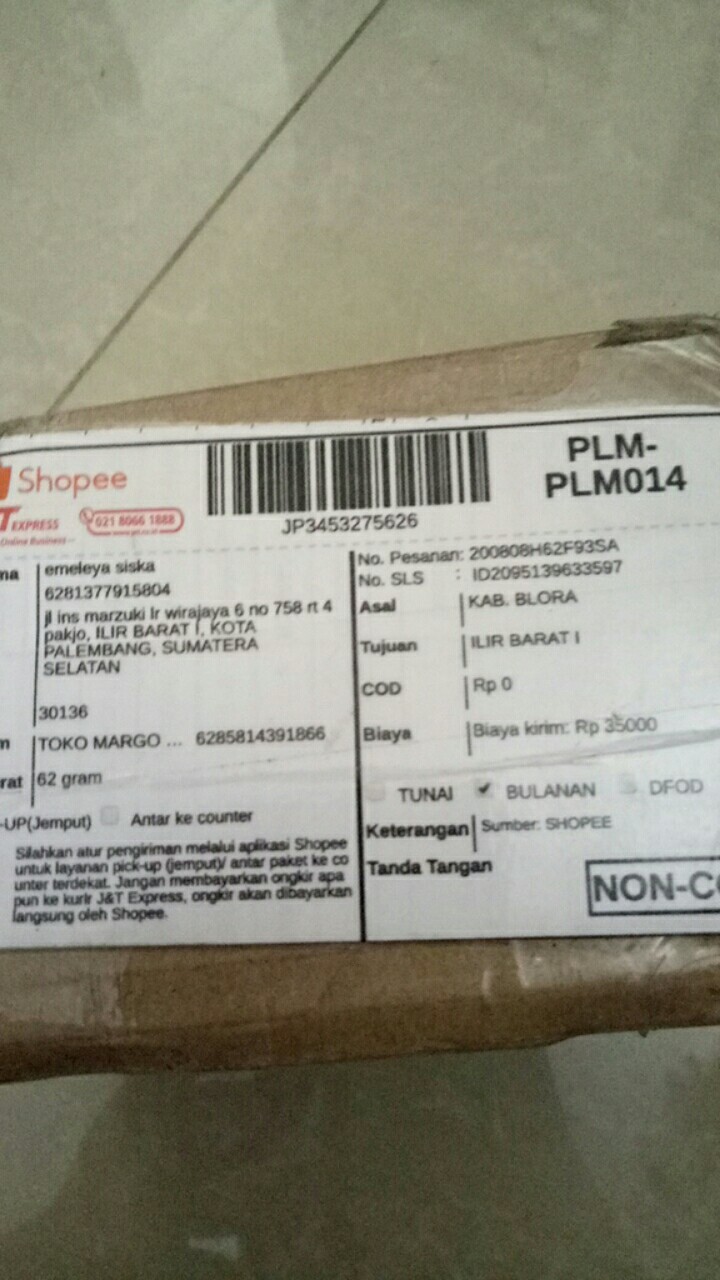 Shopee
PLM-
PLM014
T EXPRESS
021 8066 1888
Online Business
JP3453275626
ma
emeleya siska
6281377915804
jl ins marzuki lr wirajaya 6 no 758 rt 4
pakjo, ILIR BARAT I, KOTA
PALEMBANG, SUMATERA
SELATAN
30136
m TOKO MARGO ... 6285814391866
rat 62 gram
-UP(Jemput) Antar ke counter
Silahkan atur pengiriman melalui aplikasi Shopee
untuk layanan pick-up (jemput)/ antar paket ke co
unter terdekat. Jangan membayarkan ongkir apa
pun ke kurir J&T Express, ongkir akan dibayarkan
langsung oleh Shopee.
No. Pesanan: 200808H62F93SA
No. SLS : ID2095139633597
Asal KAB. BLORA
Tujuan ILIR BARAT I
COD Rp 0
Biaya Biaya kirim: Rp 35000
TUNAI BULANAN DFOD
Keterangan Sumber: SHOPEE
Tanda Tangan
NON-CO